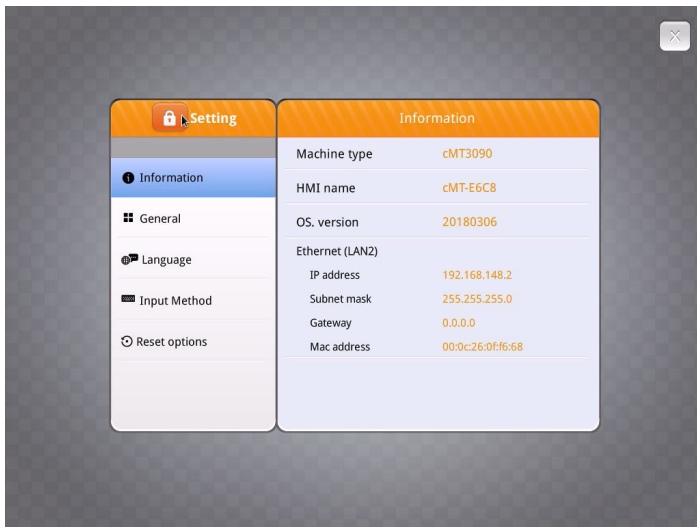 X
Setting
Information
Information
General
Language
Input Method
Reset options
Machine type cMT3090
HMI name cMT-E6C8
OS. version 20180306
Ethernet (LAN2)
IP address 192.168.148.2
Subnet mask 255.255.255.0
Gateway 0.0.0.0
Mac address 00:0c:26:0f:f6:68